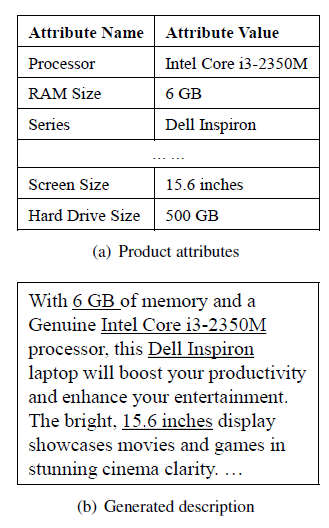 Attribute Name Attribute Value
Processor Intel Core i3-2350M
RAM Size 6 GB
Series Dell Inspiron
... ...
Screen Size 15.6 inches
Hard Drive Size 500 GB
(a) Product attributes
With 6 GB of memory and a
Genuine Intel Core i3-2350M
processor, this Dell Inspiron
laptop will boost your productivity
and enhance your entertainment.
The bright, 15.6 inches display
showcases movies and games in
stunning cinema clarity. ...
(b) Generated description